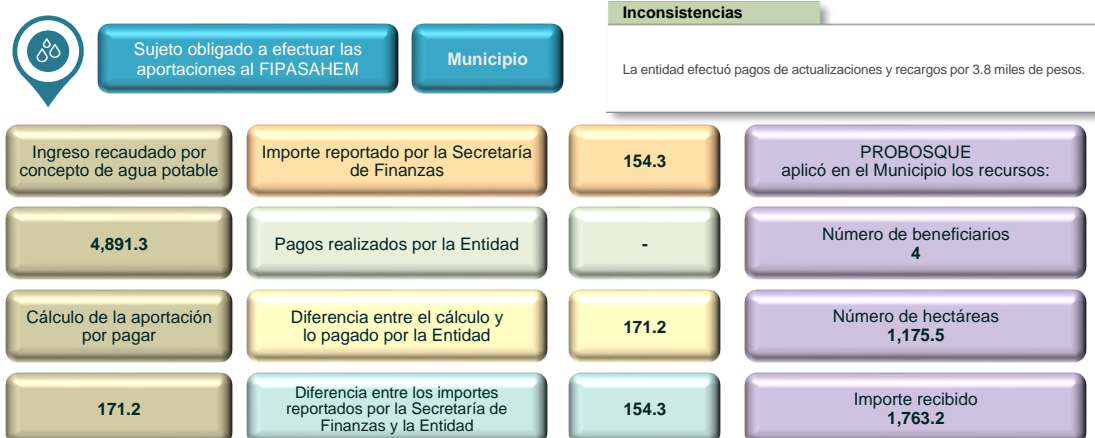 Sujeto obligado a efectuar las
aportaciones al FIPASAHEM
Municipio
Inconsistencias
La entidad efectuó pagos de actualizaciones y recargos por 3.8 miles de pesos.
Ingreso recaudado por
concepto de agua potable
4,891.3
Cálculo de la aportación
por pagar
171.2
Importe reportado por la Secretaría
de Finanzas
154.3
Pagos realizados por la Entidad
-
Diferencia entre el cálculo y
lo pagado por la Entidad
171.2
Diferencia entre los importes
reportados por la Secretaría de
Finanzas y la Entidad
154.3
PROBOSQUE
aplicó en el Municipio los recursos:
Número de beneficiarios
4
Número de hectáreas
1,175.5
Importe recibido
1,763.2